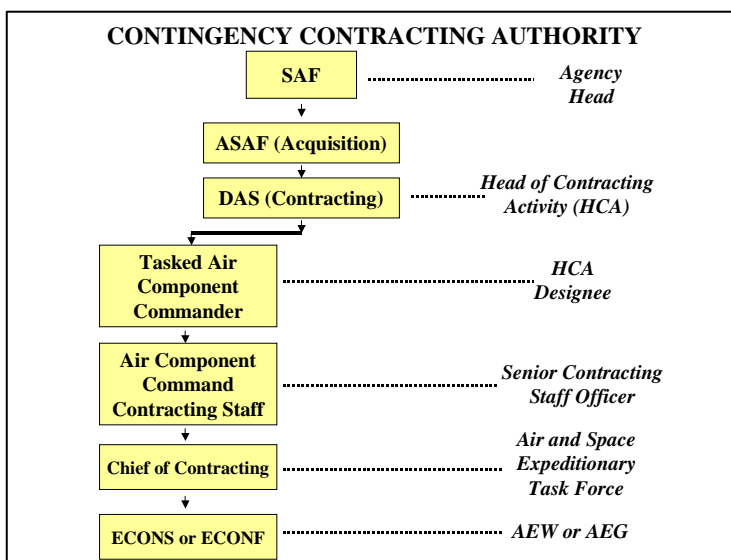 CONTINGENCY CONTRACTING AUTHORITY
SAF
Agency
Head
ASAF (Acquisition)
DAS (Contracting)
Head of Contracting
Activity (HCA)
Tasked Air
Component
Commander
HCA
Designee
Air Component
Command
Contracting Staff
Senior Contracting
Staff Officer
Chief of Contracting
Air and Space
Expeditionary
Task Force
ECONS or ECONF
AEW or AEG